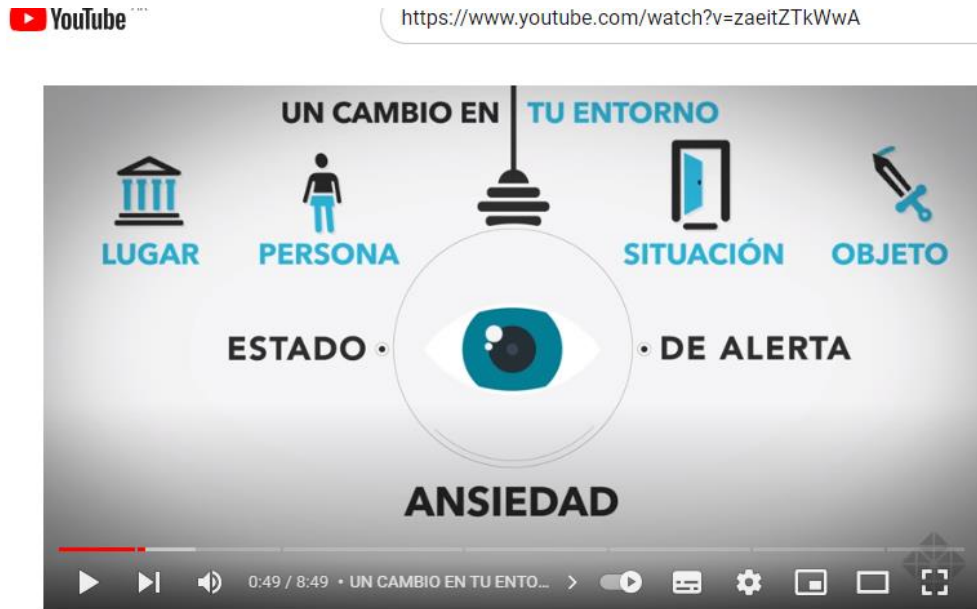 YouTube
https://www.youtube.com/watch?v=zaeitZTkWwA
UN CAMBIO EN TU ENTORNO
LUGAR PERSONA SITUACIÓN OBJETO
ESTADO DE ALERTA
ANSIEDAD
0:49 / 8:49 • UN CAMBIO EN TU ENTO...